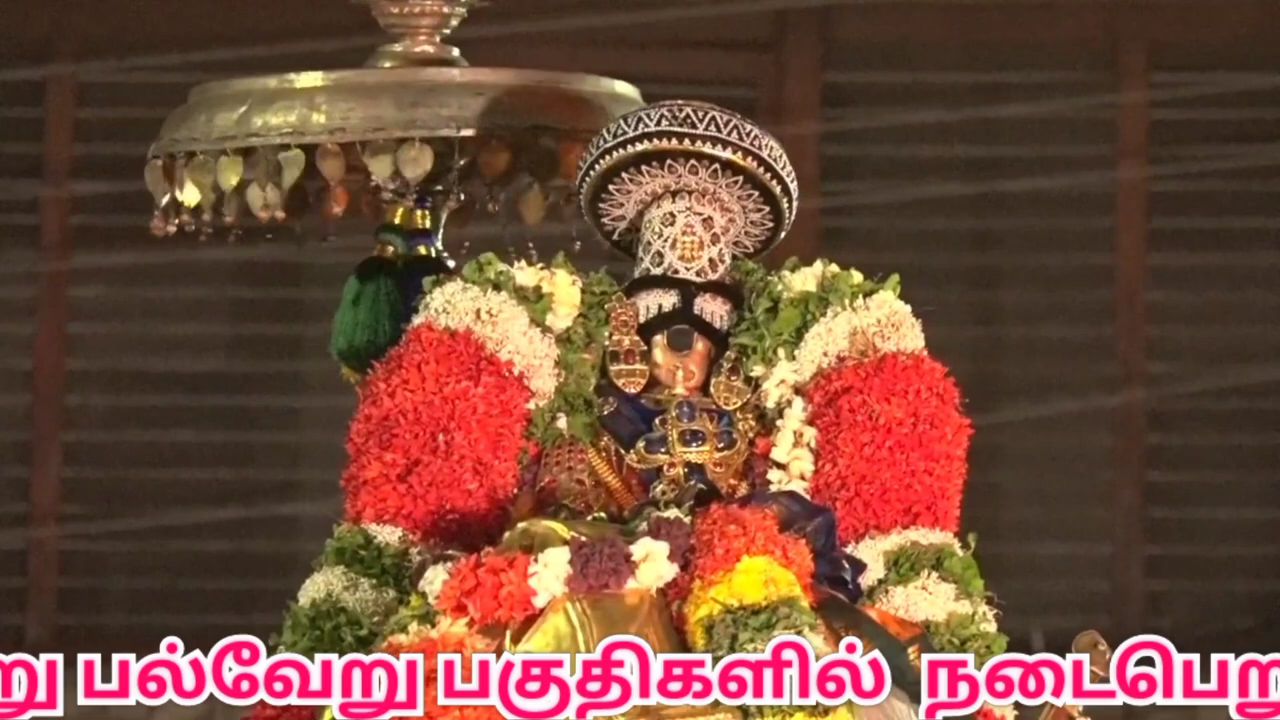 று பல்வேறு பகுதிகளில் நடைபெறு